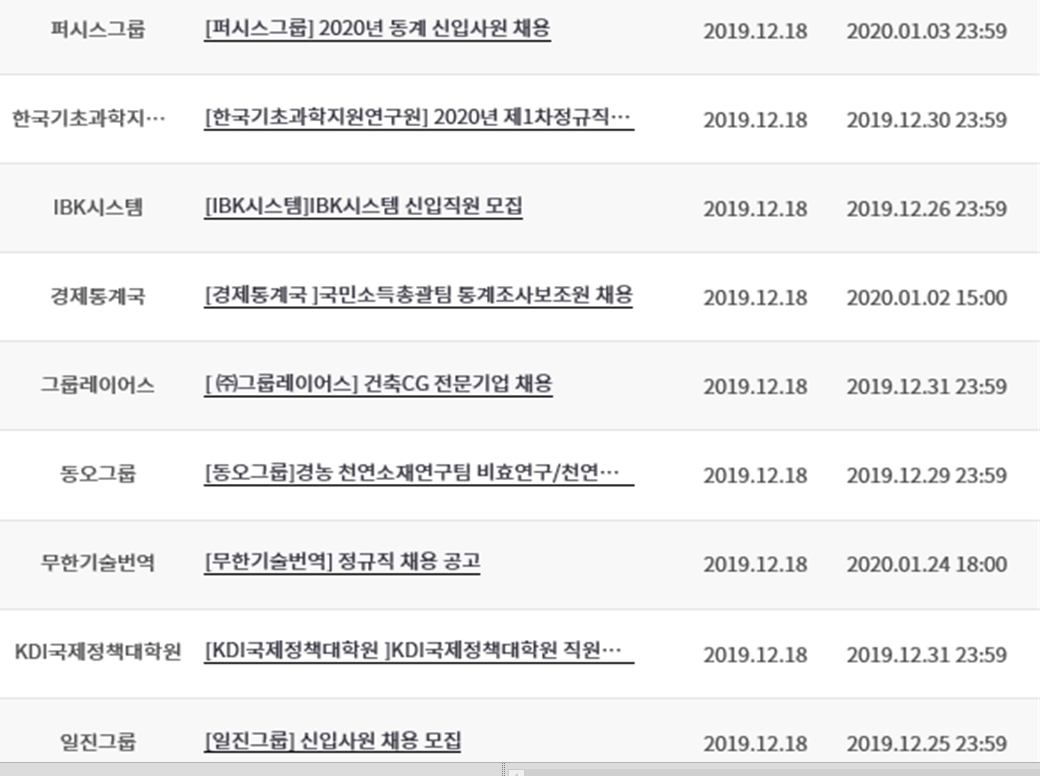 퍼시스그룹 [퍼시스그룹] 2020년 동계 신입사원 채용 2019.12.18 2020.01.03 23:59
한국기초과학지… [한국기초과학지원연구원] 2020년 제1차정규직… 2019.12.18 2019.12.30 23:59
IBK시스템 [IBK시스템]IBK시스템 신입직원 모집 2019.12.18 2019.12.26 23:59
경제통계국 [경제통계국 ]국민소득총괄팀 통계조사보조원 채용 2019.12.18 2020.01.02 15:00
그룹레이어스 [ ㈜그룹레이어스] 건축CG 전문기업 채용 2019.12.18 2019.12.31 23:59
동오그룹 [동오그룹]경농 천연소재연구팀 비효연구/천연… 2019.12.18 2019.12.29 23:59
무한기술번역 [무한기술번역] 정규직 채용 공고 2019.12.18 2020.01.24 18:00
KDI국제정책대학원 [KDI국제정책대학원 ]KDI국제정책대학원 직원… 2019.12.18 2019.12.31 23:59
일진그룹 [일진그룹] 신입사원 채용 모집 2019.12.18 2019.12.25 23:59